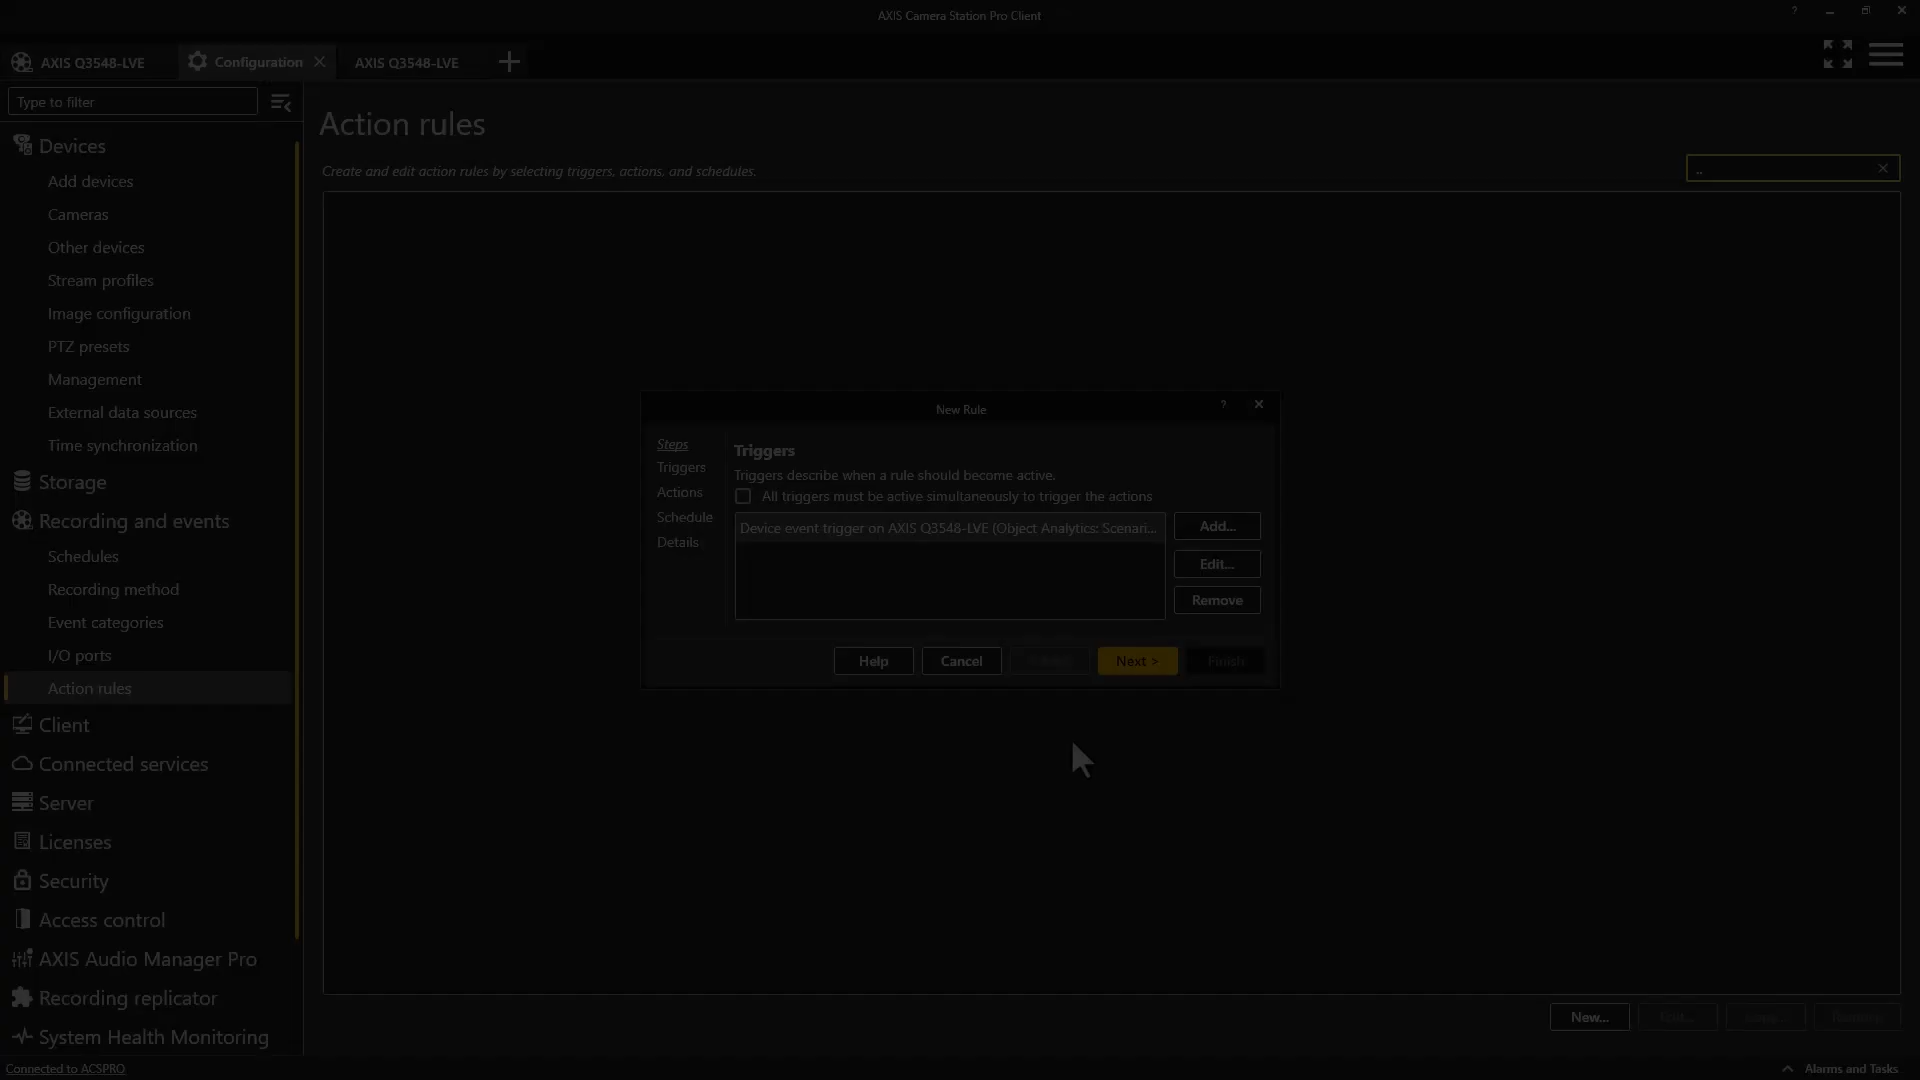 AXIS Camera Station Pro Client
?
AXIS Q3548-LVE
Configuration
AXIS Q3548-LVE
Type to filter
Action rules
Create and edit action rules by selecting triggers, actions, and schedules.
..
Devices
Add devices
Cameras
Other devices
Stream profiles
Image configuration
PTZ presets
Management
External data sources
Time synchronization
Storage
Recording and events
Schedules
Recording method
Event categories
I/O ports
Action rules
Client
Connected services
Server
Licenses
Security
Access control
AXIS Audio Manager Pro
Recording replicator
System Health Monitoring
New Rule
?
Steps
Triggers
Actions
Schedule
Details
Triggers
Triggers describe when a rule should become active.
All triggers must be active simultaneously to trigger the actions
Device event trigger on AXIS Q3548-LVE (Object Analytics: Scenari...
Add...
Edit...
Remove
Help
Cancel
Next >
Finish
New...
Edit...
Connected to ACSPRO
Alarms and Tasks